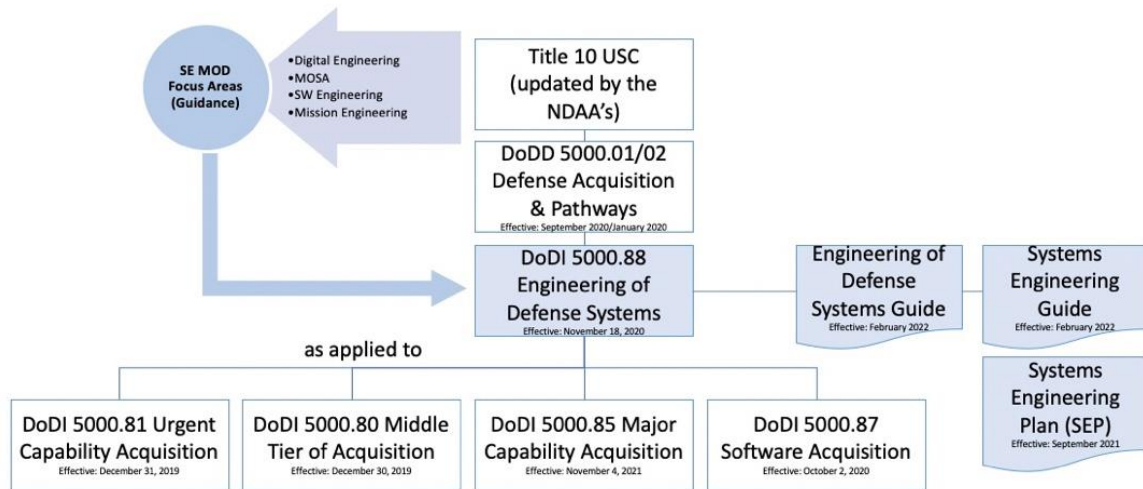 SE MOD
Focus Areas
(Guidance)
•Digital Engineering
•MOSA
•SW Engineering
•Mission Engineering
Title 10 USC
(updated by the
NDAA's)
DoDD 5000.01/02
Defense Acquisition
& Pathways
Effective: September 2020/January 2020
DoDI 5000.88
Engineering of
Defense Systems
Effective: November 18, 2020
Engineering of
Defense
Systems Guide
Effective: February 2022
Systems
Engineering
Guide
Effective: February 2022
Systems
Engineering
Plan (SEP)
Effective: September 2021
as applied to
DoDI 5000.81 Urgent
Capability Acquisition
Effective: December 31, 2019
DoDI 5000.80 Middle
Tier of Acquisition
Effective: December 30, 2019
DoDI 5000.85 Major
Capability Acquisition
Effective: November 4, 2021
DoDI 5000.87
Software Acquisition
Effective: October 2, 2020